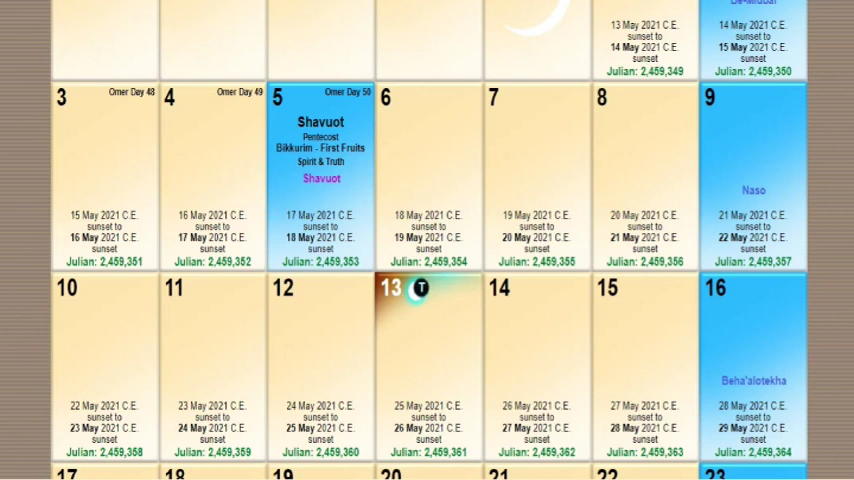 Be-Midbar
13 May 2021 C.E.
sunset to
14 May 2021 C.E.
sunset
Julian: 2,459,349
14 May 2021 C.E.
sunset to
15 May 2021 C.E.
sunset
Julian: 2,459,350
3 Omer Day 48
15 May 2021 C.E.
sunset to
16 May 2021 C.E.
sunset
Julian: 2,459,351
4 Omer Day 49
16 May 2021 C.E.
sunset to
17 May 2021 C.E.
sunset
Julian: 2,459,352
5 Omer Day 50
Shavuot
Pentecost
Bikkurim - First Fruits
Spirit & Truth
Shavuot
17 May 2021 C.E.
sunset to
18 May 2021 C.E.
sunset
Julian: 2,459,353
6
18 May 2021 C.E.
sunset to
19 May 2021 C.E.
sunset
Julian: 2,459,354
7
19 May 2021 C.E.
sunset to
20 May 2021 C.E.
sunset
Julian: 2,459,355
8
20 May 2021 C.E.
sunset to
21 May 2021 C.E.
sunset
Julian: 2,459,356
9
Naso
21 May 2021 C.E.
sunset to
22 May 2021 C.E.
sunset
Julian: 2,459,357
10
22 May 2021 C.E.
sunset to
23 May 2021 C.E.
sunset
Julian: 2,459,358
11
23 May 2021 C.E.
sunset to
24 May 2021 C.E.
sunset
Julian: 2,459,359
12
24 May 2021 C.E.
sunset to
25 May 2021 C.E.
sunset
Julian: 2,459,360
13 T
25 May 2021 C.E.
sunset to
26 May 2021 C.E.
sunset
Julian: 2,459,361
14
26 May 2021 C.E.
sunset to
27 May 2021 C.E.
sunset
Julian: 2,459,362
15
27 May 2021 C.E.
sunset to
28 May 2021 C.E.
sunset
Julian: 2,459,363
16
Beha'alotekha
28 May 2021 C.E.
sunset to
29 May 2021 C.E.
sunset
Julian: 2,459,364
17
18
19
20
21
22
23